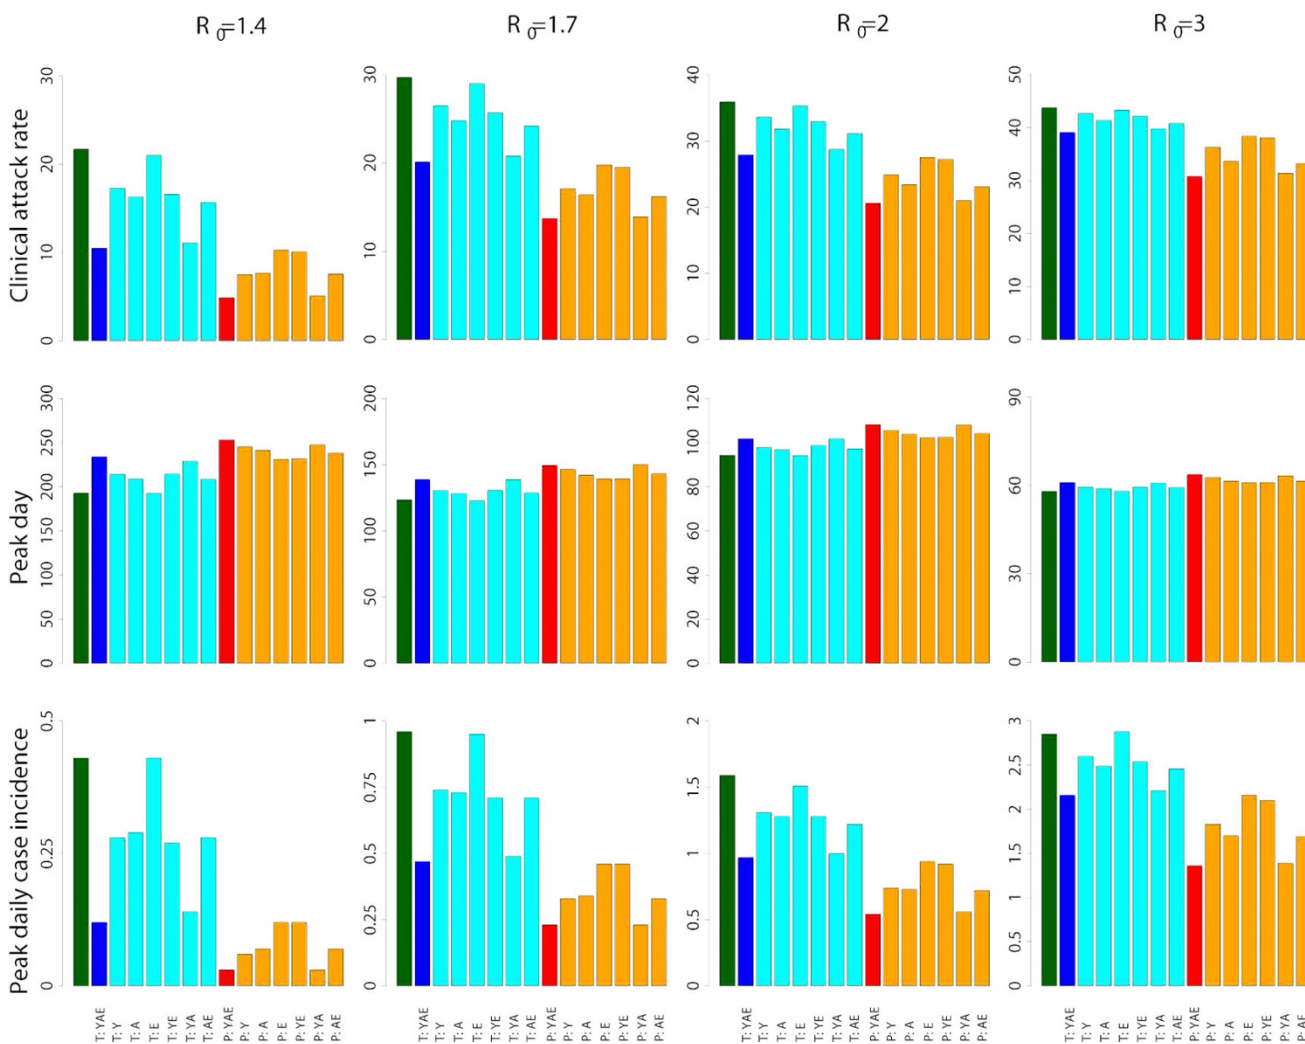 R 0=1.4
R 0=1.7
R 0=2
R 0=3
Clinical attack rate
0 10 20 30
0 10 20 30
0 10 20 30 40
0 10 20 30 40 50
Peak day
0 50 100 150 200 250 300
0 50 100 150 200
0 20 40 60 80 100 120
0 30 60 90
Peak daily case incidence
0 0.25 0.5
0 0.25 0.5 0.75 1
0 0.5 1 1.5 2
0 0.5 1 1.5 2 2.5 3
T: YAE
T: Y
T: A
T: E
T: YE
T: YA
T: AE
P: YAE
P: Y
P: A
P: E
P: YE
P: YA
P: AE
T: YAE
T: Y
T: A
T: E
T: YE
T: YA
T: AE
P: YAE
P: Y
P: A
P: E
P: YE
P: YA
P: AE
T: YAE
T: Y
T: A
T: E
T: YE
T: YA
T: AE
P: YAE
P: Y
P: A
P: E
P: YE
P: YA
P: AE
T: YAE
T: Y
T: A
T: E
T: YE
T: YA
T: AE
P: YAE
P: Y
P: A
P: E
P: YE
P: YA
P: AE